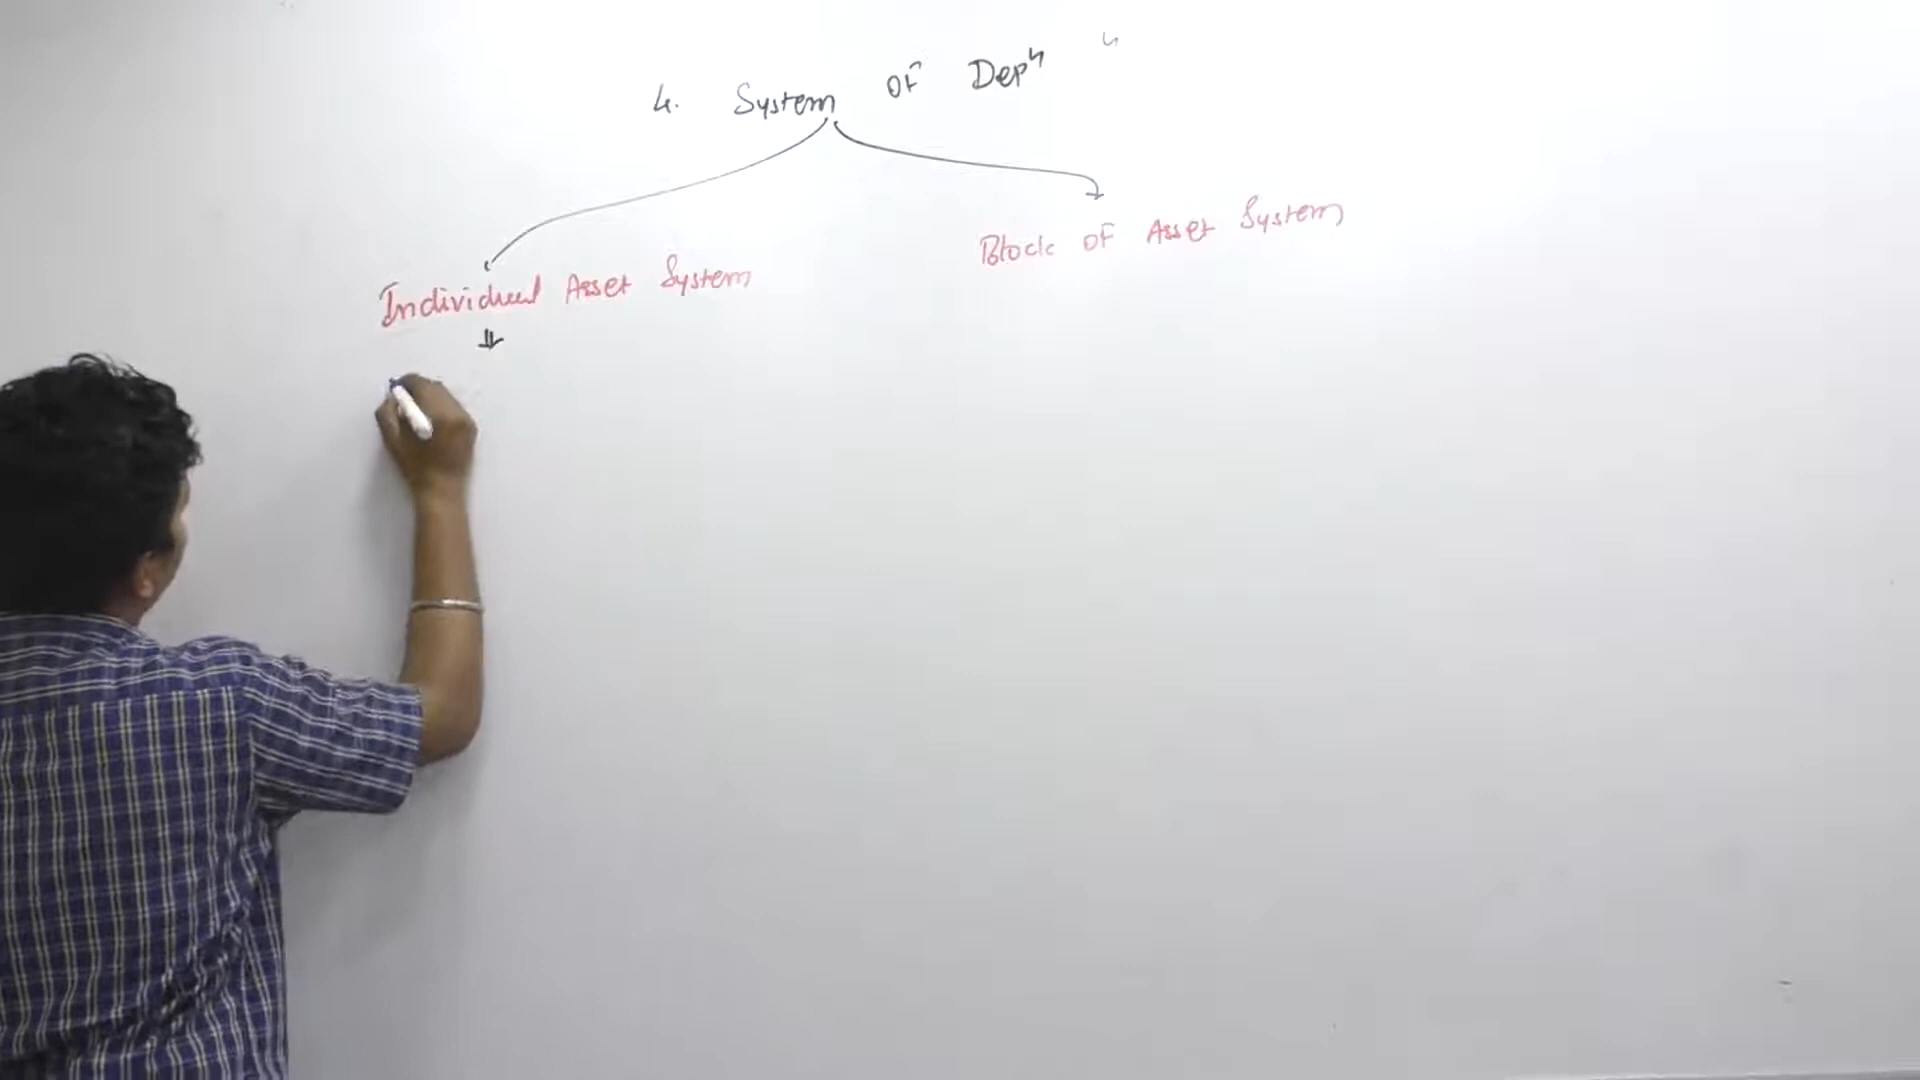 4. System OF Depⁿ
Individual Asset System
Block OF Asset System